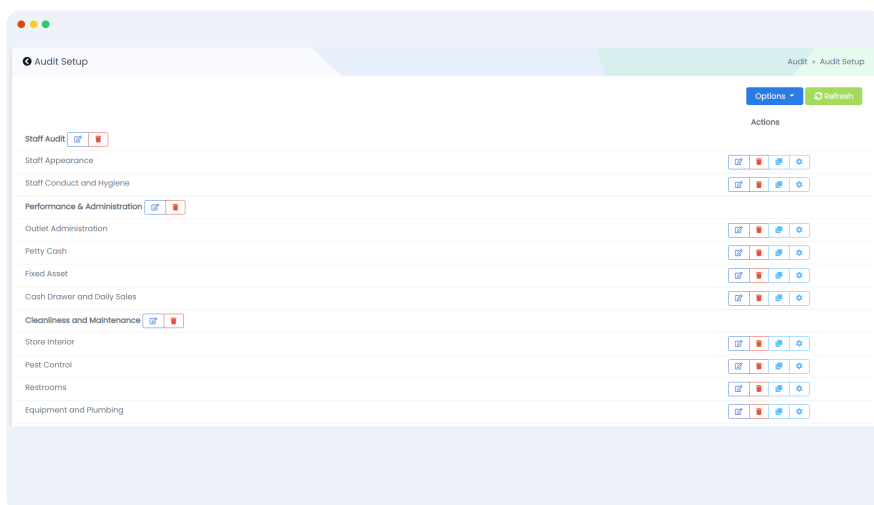 Audit Setup
Audit » Audit Setup
Options
Refresh
Actions
Staff Audit
Staff Appearance
Staff Conduct and Hygiene
Performance & Administration
Outlet Administration
Petty Cash
Fixed Asset
Cash Drawer and Daily Sales
Cleanliness and Maintenance
Store Interior
Pest Control
Restrooms
Equipment and Plumbing